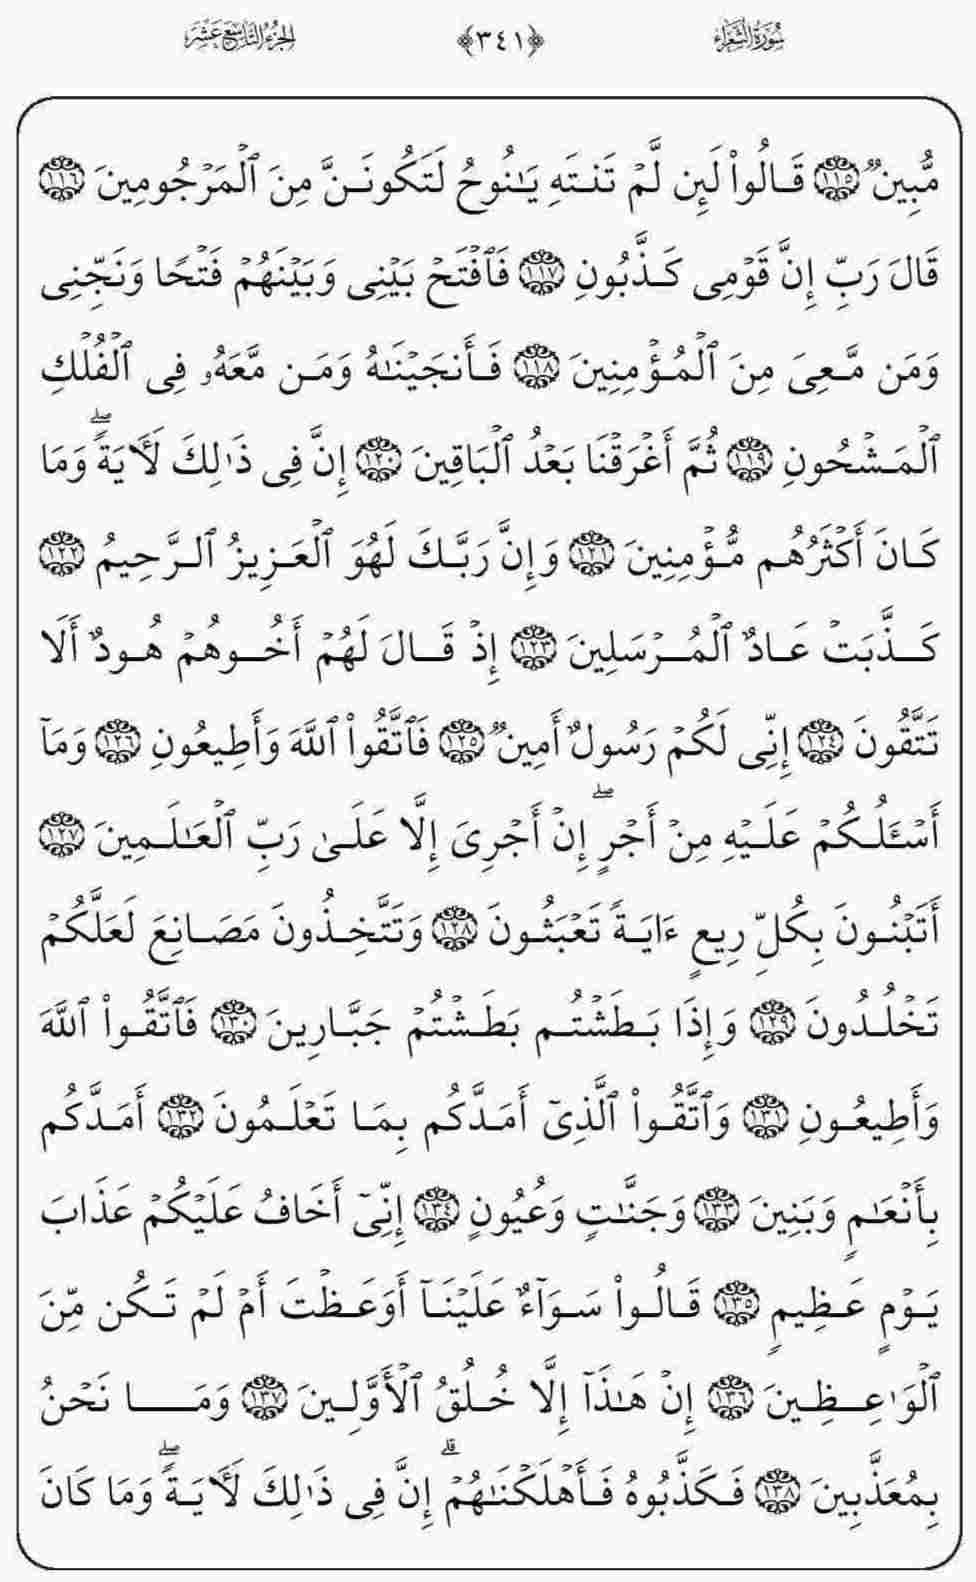 سُورَةُ الشُّعَرَاءِ ﴿٣٤١﴾ الجُزْءُ التَّاسِعَ عَشَرَ
مُّبِينٞ ١١٥ قَالُواْ لَئِن لَّمۡ تَنتَهِ يَٰنُوحُ لَتَكُونَنَّ مِنَ ٱلۡمَرۡجُومِينَ ١١٦
قَالَ رَبِّ إِنَّ قَوۡمِي كَذَّبُونِ ١١٧ فَٱفۡتَحۡ بَيۡنِي وَبَيۡنَهُمۡ فَتۡحٗا وَنَجِّنِي
وَمَن مَّعِيَ مِنَ ٱلۡمُؤۡمِنِينَ ١١٨ فَأَنجَيۡنَٰهُ وَمَن مَّعَهُۥ فِي ٱلۡفُلۡكِ
ٱلۡمَشۡحُونِ ١١٩ ثُمَّ أَغۡرَقۡنَا بَعۡدُ ٱلۡبَاقِينَ ١٢٠ إِنَّ فِي ذَٰلِكَ لَأٓيَةٗۖ وَمَا
كَانَ أَكۡثَرُهُم مُّؤۡمِنِينَ ١٢١ وَإِنَّ رَبَّكَ لَهُوَ ٱلۡعَزِيزُ ٱلرَّحِيمُ ١٢٢
كَذَّبَتۡ عَادٌ ٱلۡمُرۡسَلِينَ ١٢٣ إِذۡ قَالَ لَهُمۡ أَخُوهُمۡ هُودٌ أَلَا
تَتَّقُونَ ١٢٤ إِنِّي لَكُمۡ رَسُولٌ أَمِينٞ ١٢٥ فَٱتَّقُواْ ٱللَّهَ وَأَطِيعُونِ ١٢٦ وَمَآ
أَسۡـَٔلُكُمۡ عَلَيۡهِ مِنۡ أَجۡرٍۖ إِنۡ أَجۡرِيَ إِلَّا عَلَىٰ رَبِّ ٱلۡعَٰلَمِينَ ١٢٧
أَتَبۡنُونَ بِكُلِّ رِيعٍ ءَايَةٗ تَعۡبَثُونَ ١٢٨ وَتَتَّخِذُونَ مَصَانِعَ لَعَلَّكُمۡ
تَخۡلُدُونَ ١٢٩ وَإِذَا بَطَشۡتُم بَطَشۡتُمۡ جَبَّارِينَ ١٣٠ فَٱتَّقُواْ ٱللَّهَ
وَأَطِيعُونِ ١٣١ وَٱتَّقُواْ ٱلَّذِيٓ أَمَدَّكُم بِمَا تَعۡلَمُونَ ١٣٢ أَمَدَّكُم
بِأَنۡعَٰمٖ وَبَنِينَ ١٣٣ وَجَنَّٰتٖ وَعُيُونٍ ١٣٤ إِنِّيٓ أَخَافُ عَلَيۡكُمۡ عَذَابَ
يَوۡمٍ عَظِيمٖ ١٣٥ قَالُواْ سَوَآءٌ عَلَيۡنَآ أَوَعَظۡتَ أَمۡ لَمۡ تَكُن مِّنَ
ٱلۡوَٰعِظِينَ ١٣٦ إِنۡ هَٰذَآ إِلَّا خُلُقُ ٱلۡأَوَّلِينَ ١٣٧ وَمَا نَحۡنُ
بِمُعَذَّبِينَ ١٣٨ فَكَذَّبُوهُ فَأَهۡلَكۡنَٰهُمۡۚ إِنَّ فِي ذَٰلِكَ لَأٓيَةٗۖ وَمَا كَانَ